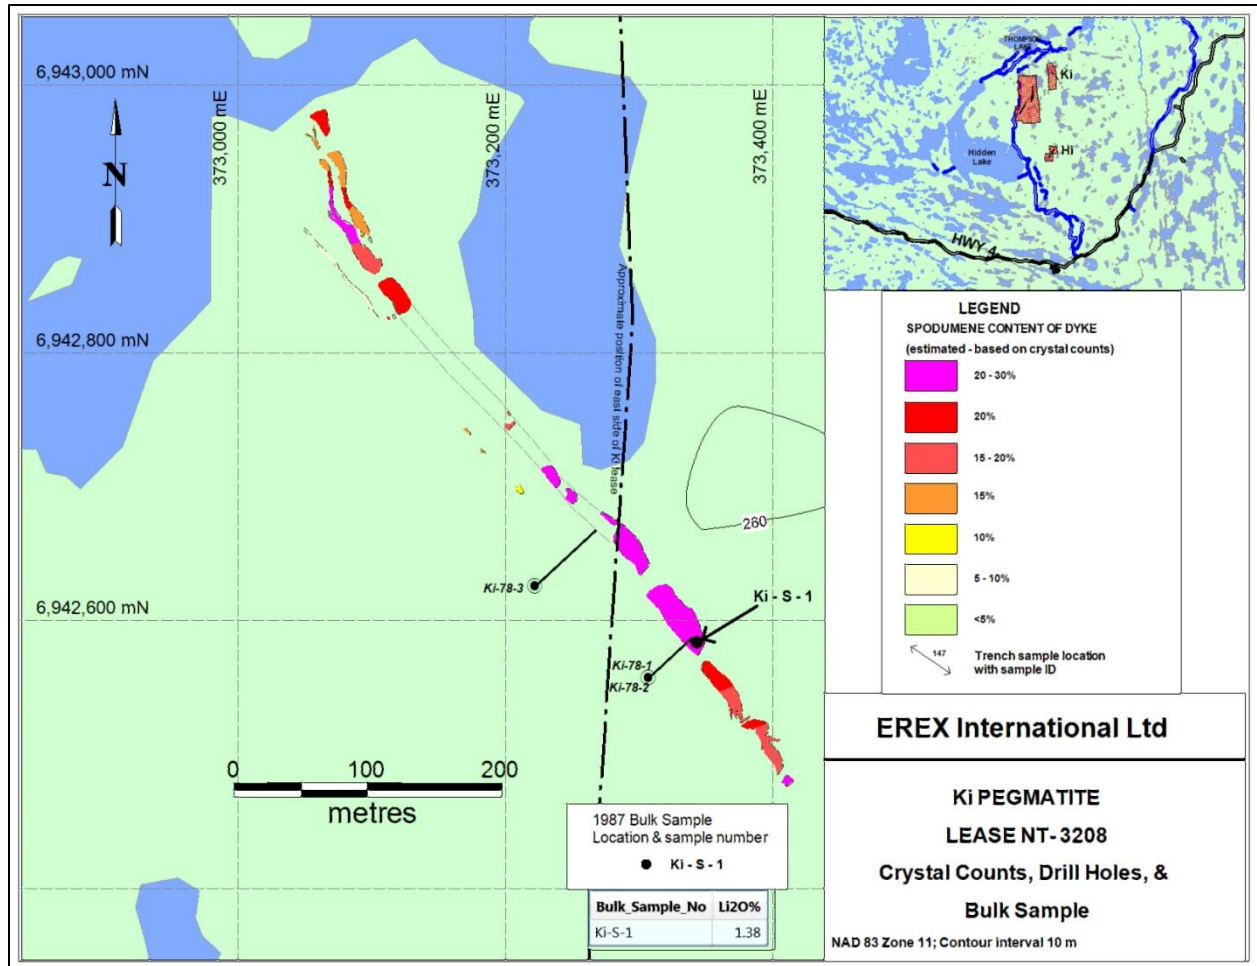 6,943,000 mN
373,000 mE
373,200 mE
373,400 mE
N
6,942,800 mN
Approximate position of east side of Ki lease
260
Ki-78-3
6,942,600 mN
Ki - S - 1
Ki-78-1
Ki-78-2
0 100 200
metres
1987 Bulk Sample
Location & sample number
Ki - S - 1
Bulk_Sample_No Li2O%
Ki-S-1 1.38
THOMPSON
LAKE
Ki
Hidden
Lake
Hi
HWY 4
LEGEND
SPODUMENE CONTENT OF DYKE
(estimated - based on crystal counts)
20 - 30%
20%
15 - 20%
15%
10%
5 - 10%
<5%
147
Trench sample location
with sample ID
EREX International Ltd
Ki PEGMATITE
LEASE NT- 3208
Crystal Counts, Drill Holes, &
Bulk Sample
NAD 83 Zone 11; Contour interval 10 m